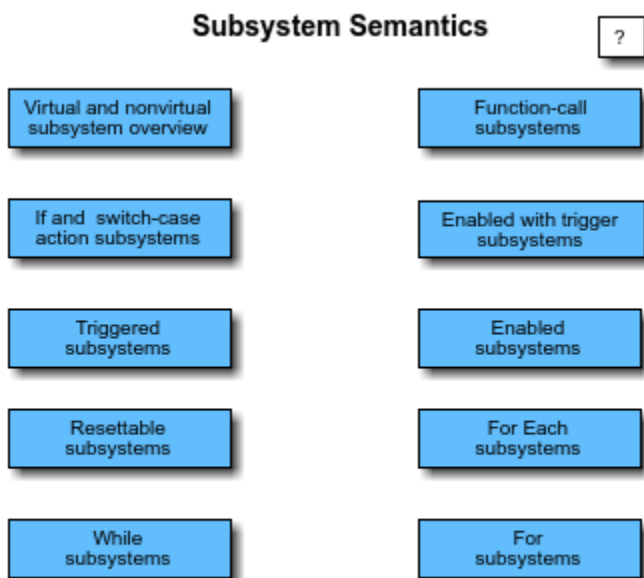 Subsystem Semantics
?
Virtual and nonvirtual
subsystem overview
Function-call
subsystems
If and switch-case
action subsystems
Enabled with trigger
subsystems
Triggered
subsystems
Enabled
subsystems
Resettable
subsystems
For Each
subsystems
While
subsystems
For
subsystems